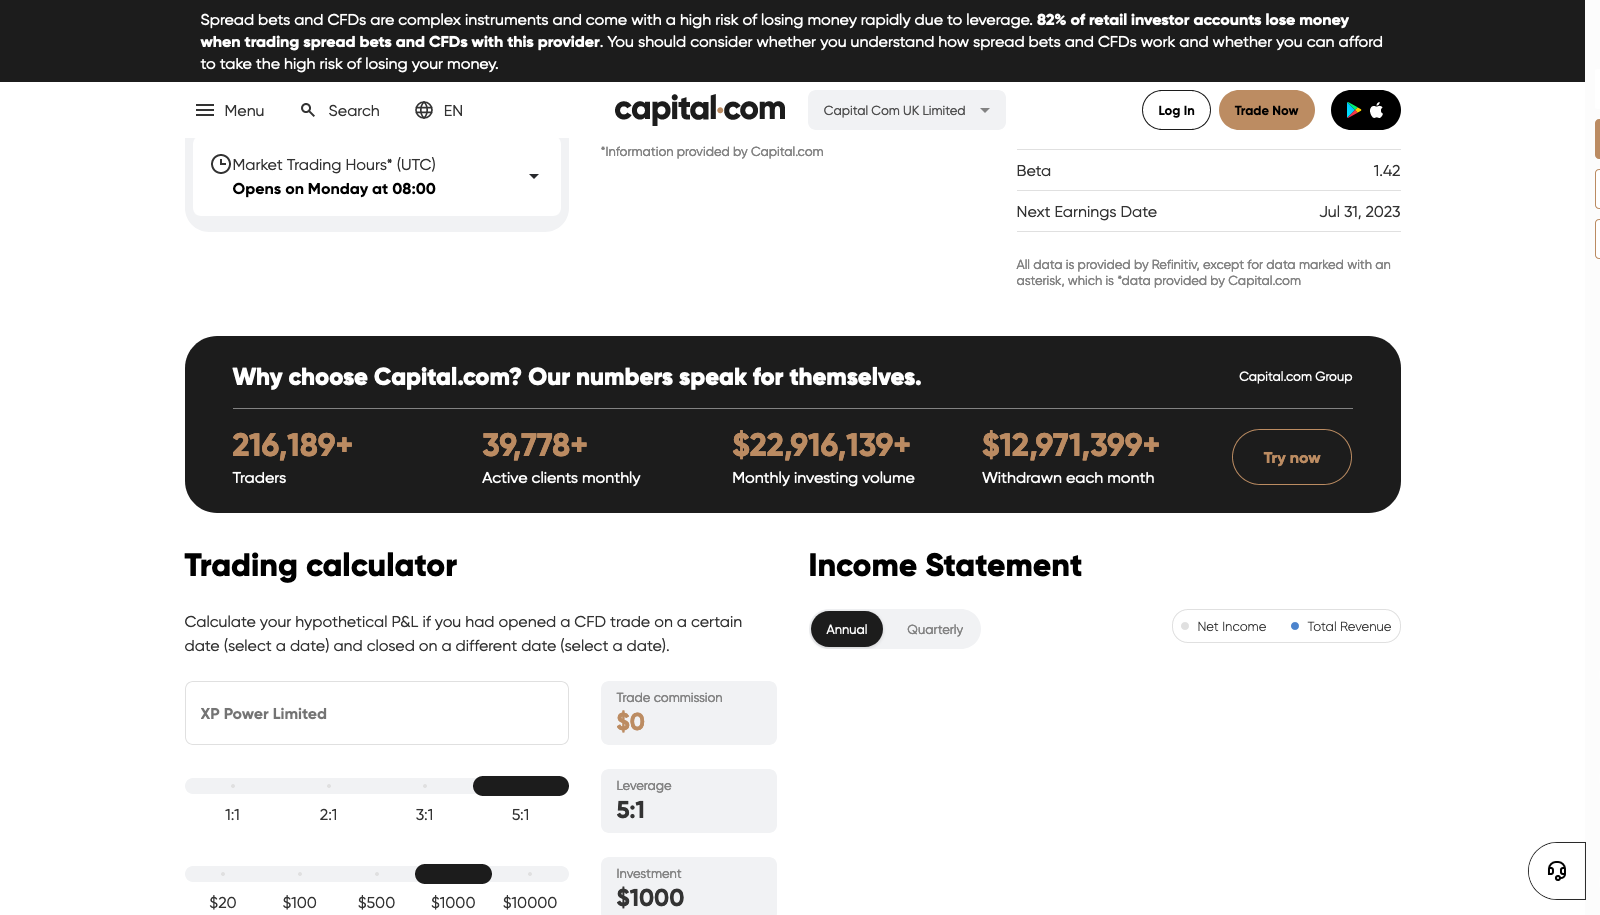 Spread bets and CFDs are complex instruments and come with a high risk of losing money rapidly due to leverage. 82% of retail investor accounts lose money
when trading spread bets and CFDs with this provider. You should consider whether you understand how spread bets and CFDs work and whether you can afford
to take the high risk of losing your money.
Menu
Search
EN
capital.com
Capital Com UK Limited
Log In
Trade Now
Market Trading Hours* (UTC)
Opens on Monday at 08:00
*Information provided by Capital.com
Beta 1.42
Next Earnings Date Jul 31, 2023
All data is provided by Refinitiv, except for data marked with an
asterisk, which is *data provided by Capital.com
Why choose Capital.com? Our numbers speak for themselves.
Capital.com Group
216,189+
Traders
39,778+
Active clients monthly
$22,916,139+
Monthly investing volume
$12,971,399+
Withdrawn each month
Try now
Trading calculator
Calculate your hypothetical P&L if you had opened a CFD trade on a certain
date (select a date) and closed on a different date (select a date).
XP Power Limited
Trade commission
$0
1:1 2:1 3:1 5:1
Leverage
5:1
$20 $100 $500 $1000 $10000
Investment
$1000
Income Statement
Annual
Quarterly
Net Income
Total Revenue